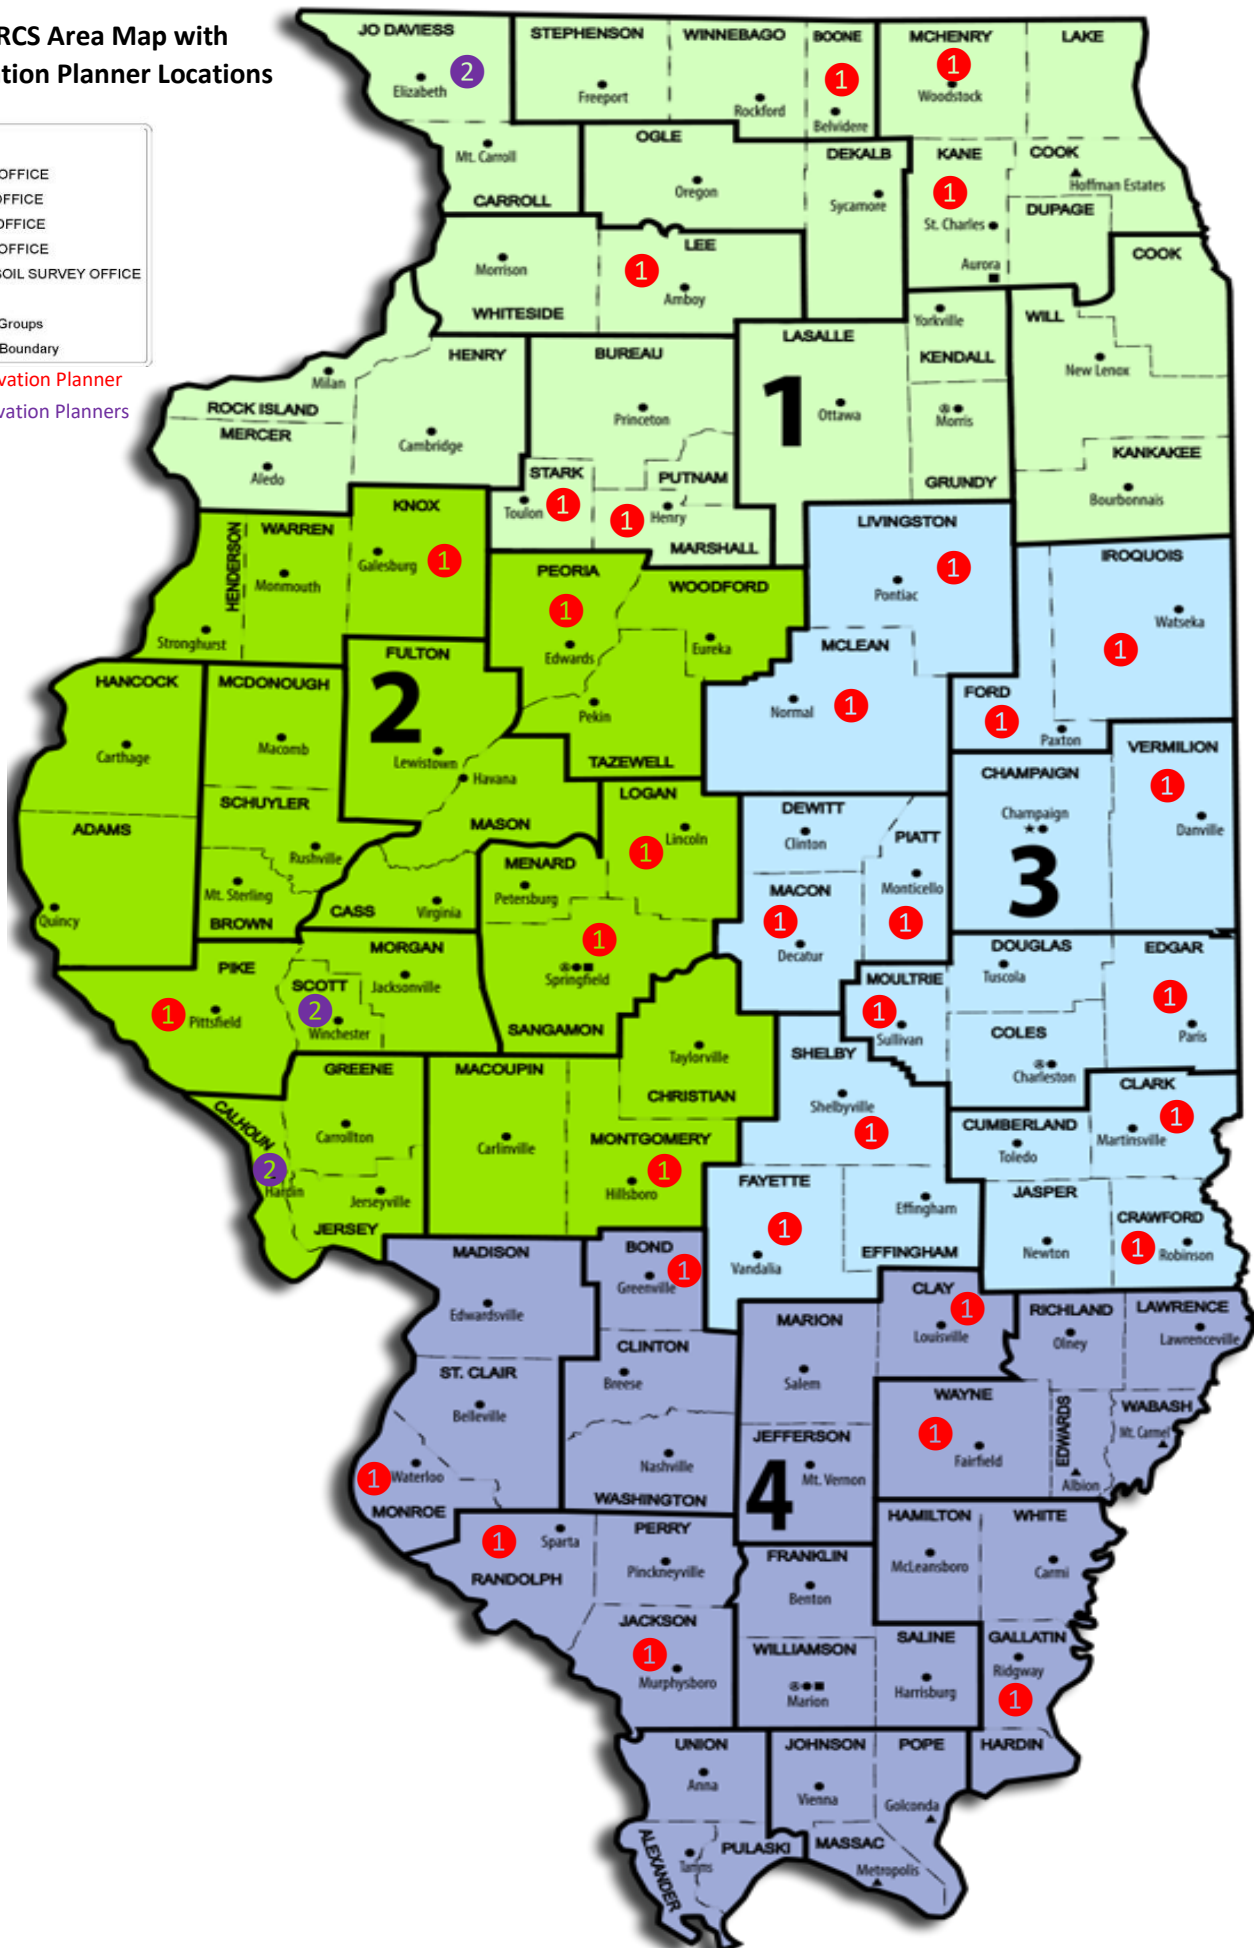 RCS Area Map with
tion Planner Locations
OFFICE
OFFICE
OFFICE
OFFICE
SOIL SURVEY OFFICE
Groups
Boundary
vation Planner
vation Planners
JO DAVIESS
Elizabeth
2
STEPHENSON
Freeport
WINNEBAGO
Rockford
BOONE
1
Belvidere
MCHENRY
1
Woodstock
LAKE
Mt. Carroll
CARROLL
OGLE
Oregon
DEKALB
Sycamore
KANE
1
St. Charles
Aurora
COOK
Hoffman Estates
DUPAGE
COOK
Morrison
WHITESIDE
LEE
1
Amboy
Milan
ROCK ISLAND
MERCER
Aledo
HENRY
Cambridge
BUREAU
Princeton
LASALLE
1
Ottawa
Yorkville
KENDALL
Morris
GRUNDY
WILL
New Lenox
KANKAKEE
Bourbonnais
STARK
Toulon
1
PUTNAM
1
Henry
MARSHALL
HENDERSON
Stronghurst
WARREN
Monmouth
KNOX
Galesburg
1
PEORIA
1
Edwards
WOODFORD
Eureka
LIVINGSTON
1
Pontiac
IROQUOIS
Watseka
1
HANCOCK
Carthage
MCDONOUGH
Macomb
FULTON
2
Lewistown
Pekin
TAZEWELL
MCLEAN
Normal
1
FORD
1
Paxton
ADAMS
Quincy
SCHUYLER
Rushville
Mt. Sterling
BROWN
Havana
MASON
LOGAN
Lincoln
1
DEWITT
Clinton
PIATT
Monticello
1
CHAMPAIGN
Champaign
3
VERMILION
1
Danville
CASS
Virginia
MENARD
Petersburg
MACON
1
Decatur
PIKE
1
Pittsfield
SCOTT
2
Winchester
MORGAN
Jacksonville
1
Springfield
SANGAMON
MOULTRIE
1
Sullivan
DOUGLAS
Tuscola
EDGAR
1
Paris
COLES
Charleston
GREENE
Carrollton
MACOUPIN
Carlinville
Taylorville
CHRISTIAN
SHELBY
Shelbyville
1
CLARK
1
Martinsville
CUMBERLAND
Toledo
CALHOUN
2
Hardin
Jerseyville
JERSEY
MONTGOMERY
1
Hillsboro
FAYETTE
1
Vandalia
Effingham
EFFINGHAM
JASPER
Newton
CRAWFORD
1
Robinson
MADISON
Edwardsville
BOND
1
Greenville
MARION
Salem
CLAY
1
Louisville
RICHLAND
Olney
LAWRENCE
Lawrenceville
ST. CLAIR
Belleville
CLINTON
Breese
WAYNE
1
Fairfield
EDWARDS
Albion
WABASH
Mt. Carmel
1
Waterloo
MONROE
Nashville
WASHINGTON
JEFFERSON
4
Mt. Vernon
HAMILTON
McLeansboro
WHITE
Carmi
1
Sparta
RANDOLPH
PERRY
Pinckneyville
FRANKLIN
Benton
JACKSON
1
Murphysboro
WILLIAMSON
Marion
SALINE
Harrisburg
GALLATIN
Ridgway
1
UNION
Anna
JOHNSON
Vienna
POPE
Golconda
HARDIN
ALEXANDER
Tamms
PULASKI
MASSAC
Metropolis